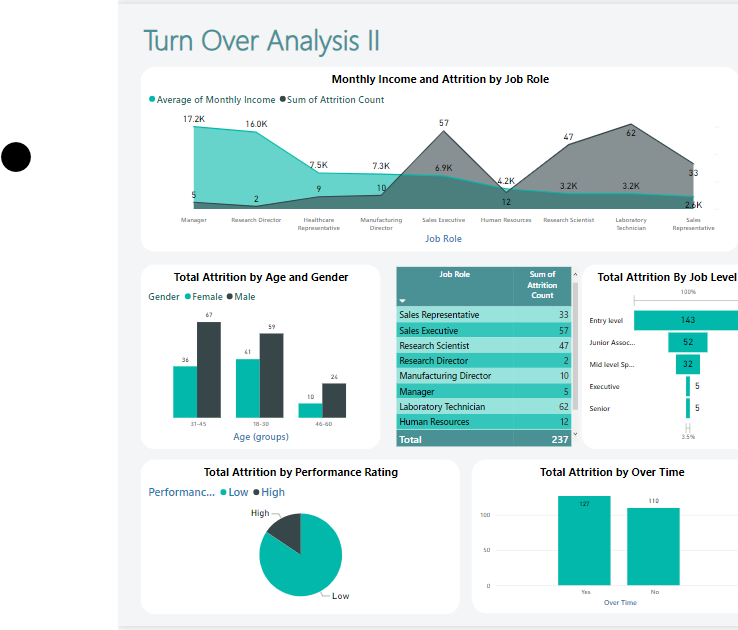 Turn Over Analysis II
Monthly Income and Attrition by Job Role
Average of Monthly Income Sum of Attrition Count
17.2K 16.0K 7.5K 7.3K 6.9K 4.2K 3.2K 3.2K 2.6K
5 2 9 10 57 12 47 62 33
Manager Research Director Healthcare Representative Manufacturing Director Sales Executive Human Resources Research Scientist Laboratory Technician Sales Representative
Job Role
Total Attrition by Age and Gender
Gender Female Male
36 67 41 59 10 24
31-45 18-30 46-60
Age (groups)
Job Role Sum of Attrition Count
Sales Representative 33
Sales Executive 57
Research Scientist 47
Research Director 2
Manufacturing Director 10
Manager 5
Laboratory Technician 62
Human Resources 12
Total 237
Total Attrition By Job Level
100%
Entry level 143
Junior Assoc... 52
Mid level Sp... 32
Executive 5
Senior 5
3.5%
Total Attrition by Performance Rating
Performanc... Low High
High
Low
Total Attrition by Over Time
100
50
0
127 110
Yes No
Over Time